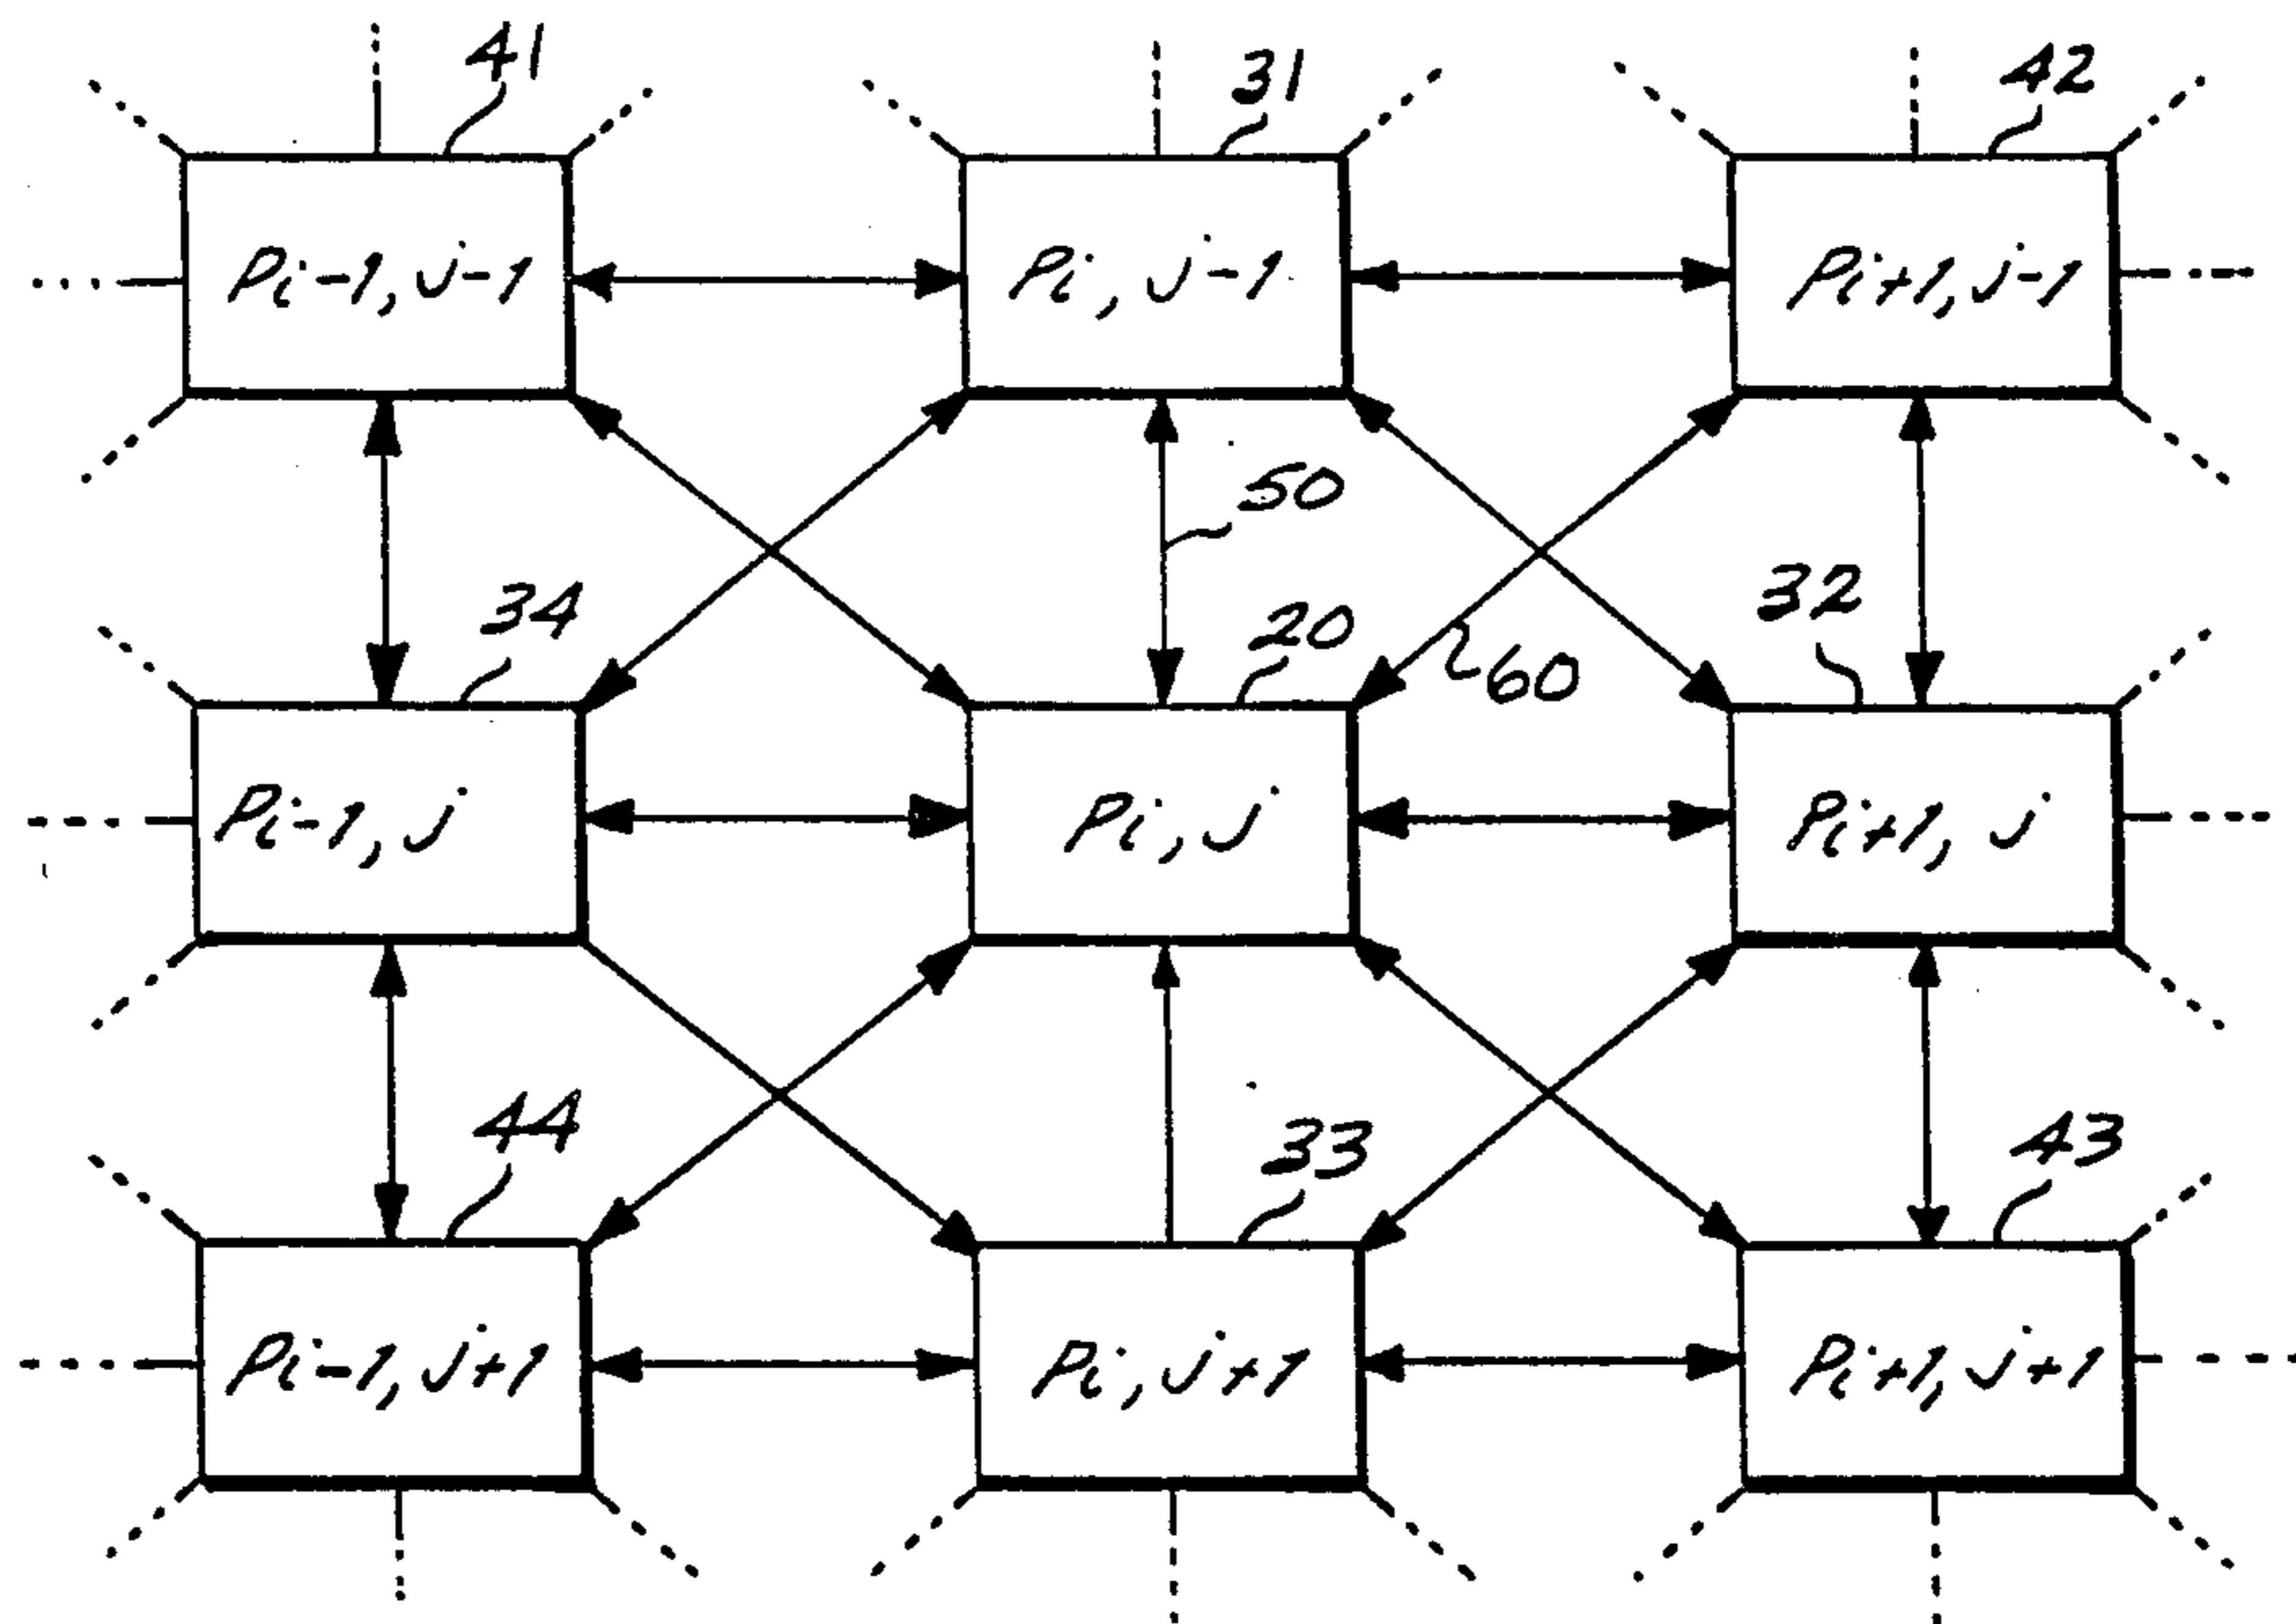 41
31
42
Pi-1, j-1
Pi, j-1
Pi+1, j-1
50
34
20
32
60
Pi-1, j
Pi, j
Pi+1, j
44
33
43
Pi-1, j+1
Pi, j+1
Pi+1, j+1